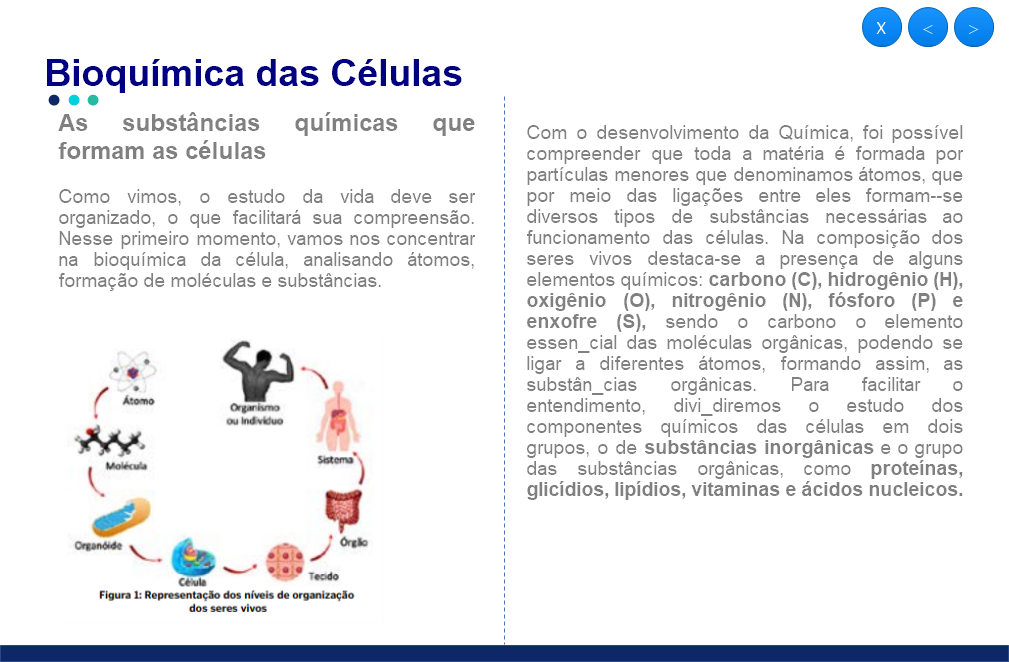 X < >
Bioquímica das Células
As substâncias químicas que
formam as células
Como vimos, o estudo da vida deve ser
organizado, o que facilitará sua compreensão.
Nesse primeiro momento, vamos nos concentrar
na bioquímica da célula, analisando átomos,
formação de moléculas e substâncias.
Átomo
Molécula
Organóide
Célula
Tecido
Órgão
Sistema
Organismo
ou Indivíduo
Figura 1: Representação dos níveis de organização
dos seres vivos
Com o desenvolvimento da Química, foi possível
compreender que toda a matéria é formada por
partículas menores que denominamos átomos, que
por meio das ligações entre eles formam--se
diversos tipos de substâncias necessárias ao
funcionamento das células. Na composição dos
seres vivos destaca-se a presença de alguns
elementos químicos: carbono (C), hidrogênio (H),
oxigênio (O), nitrogênio (N), fósforo (P) e
enxofre (S), sendo o carbono o elemento
essen_cial das moléculas orgânicas, podendo se
ligar a diferentes átomos, formando assim, as
substân_cias orgânicas. Para facilitar o
entendimento, divi_diremos o estudo dos
componentes químicos das células em dois
grupos, o de substâncias inorgânicas e o grupo
das substâncias orgânicas, como proteínas,
glicídios, lipídios, vitaminas e ácidos nucleicos.